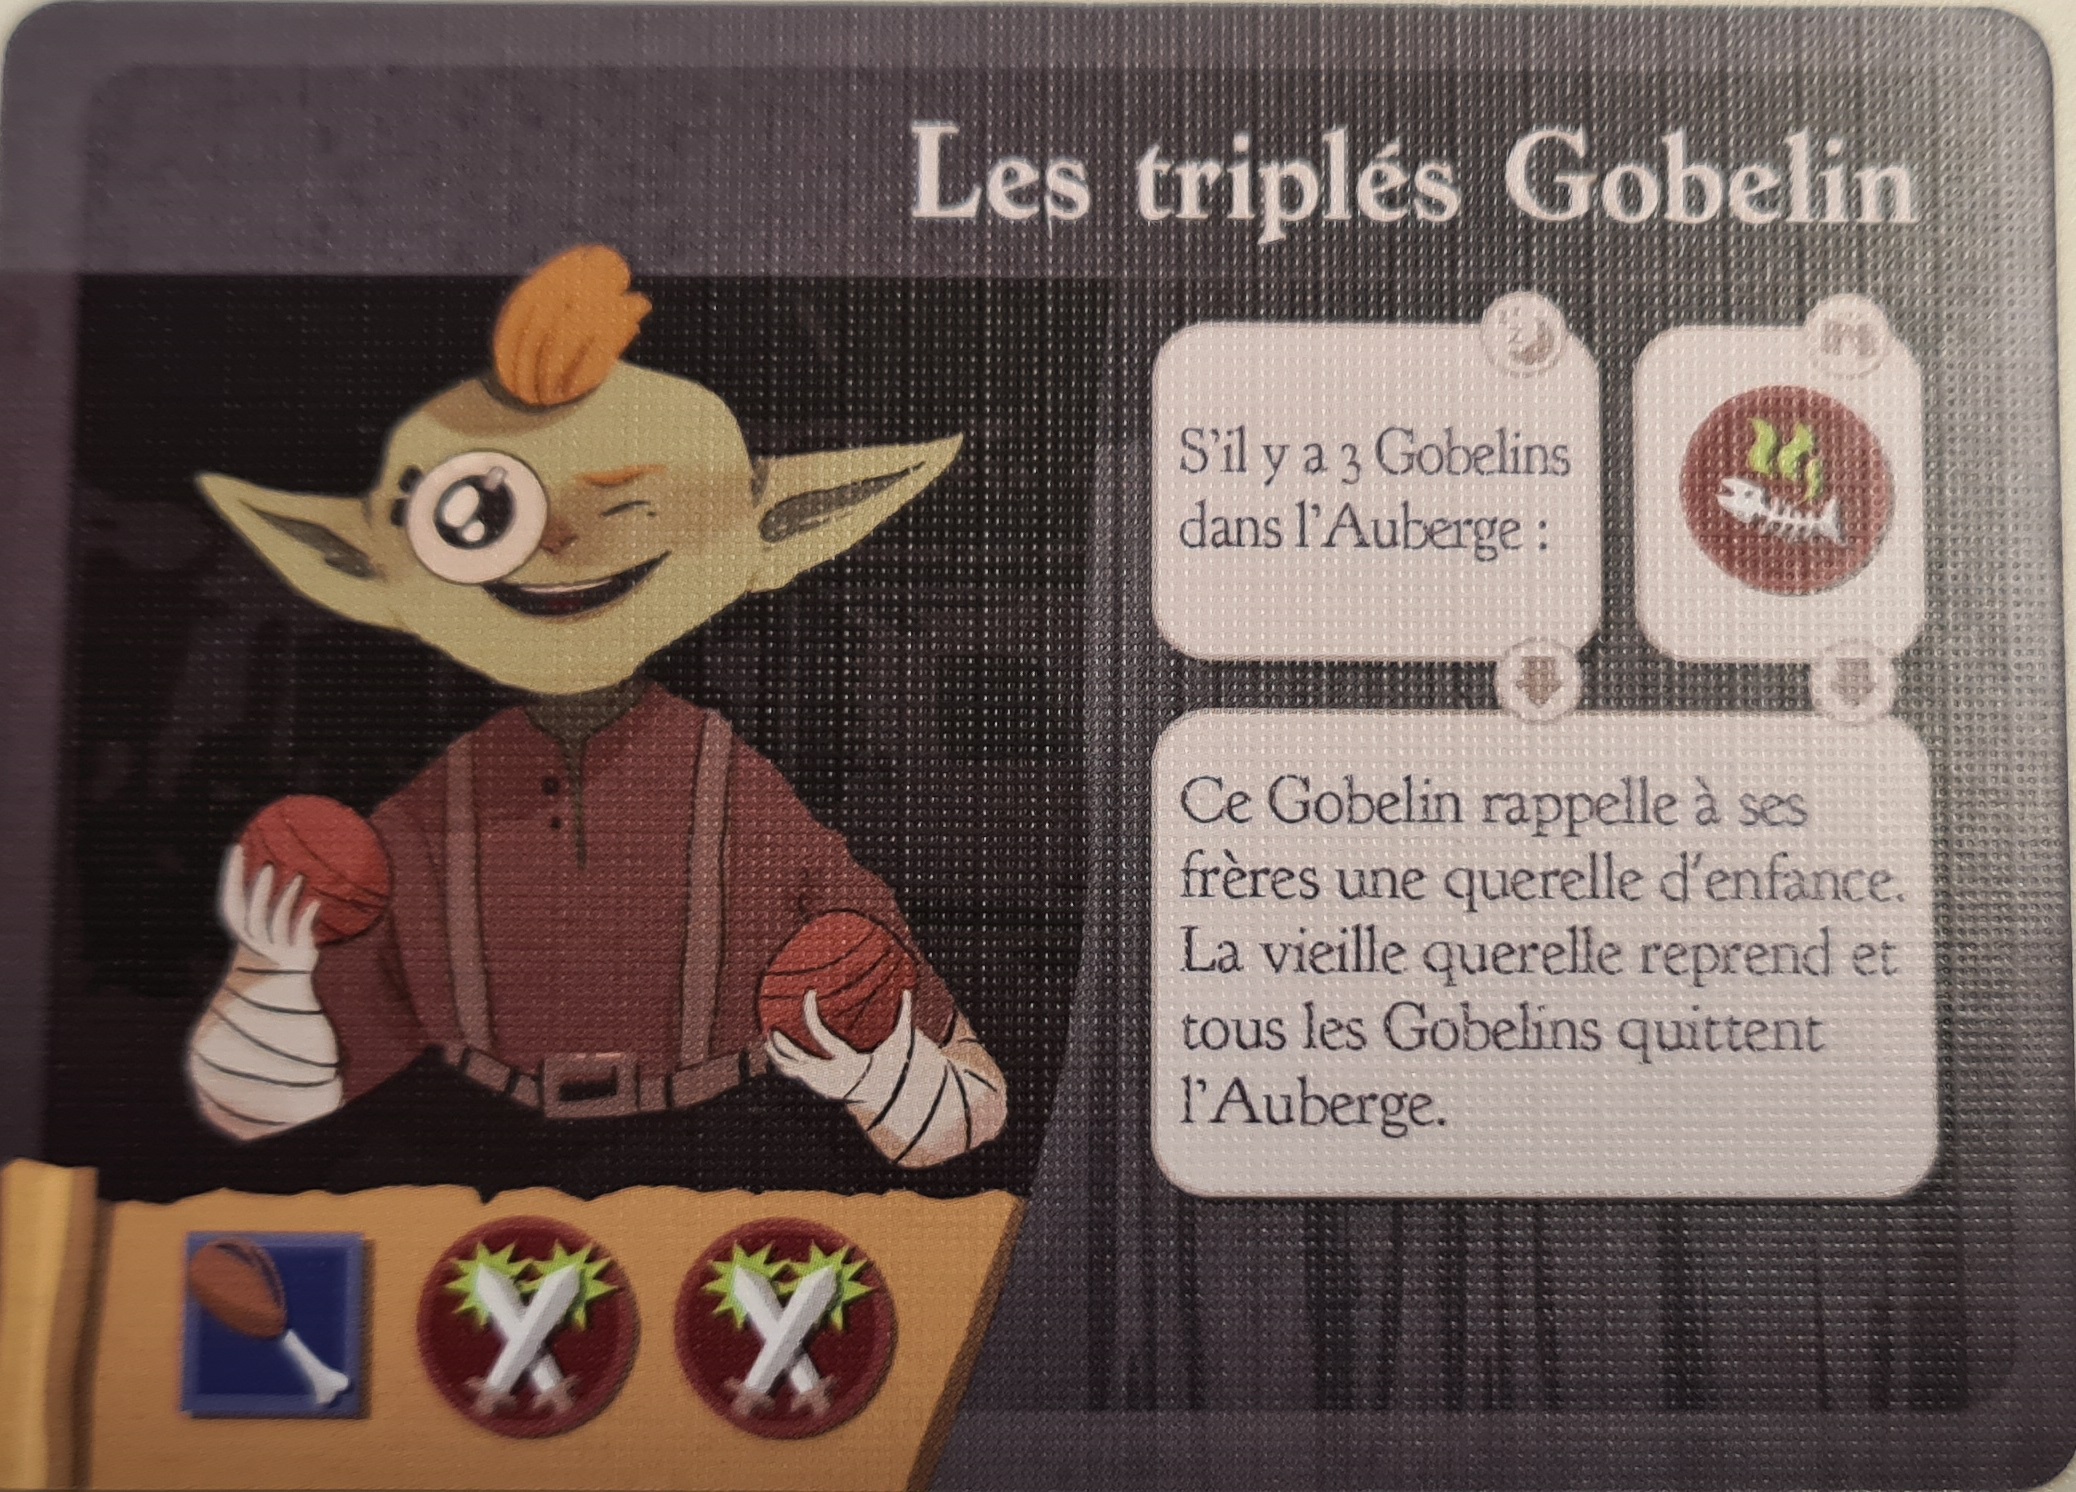 Les triplés Gobelin
S'il y a 3 Gobelins
dans l'Auberge :
Ce Gobelin rappelle à ses
frères une querelle d'enfance.
La vieille querelle reprend et
tous les Gobelins quittent
l'Auberge.